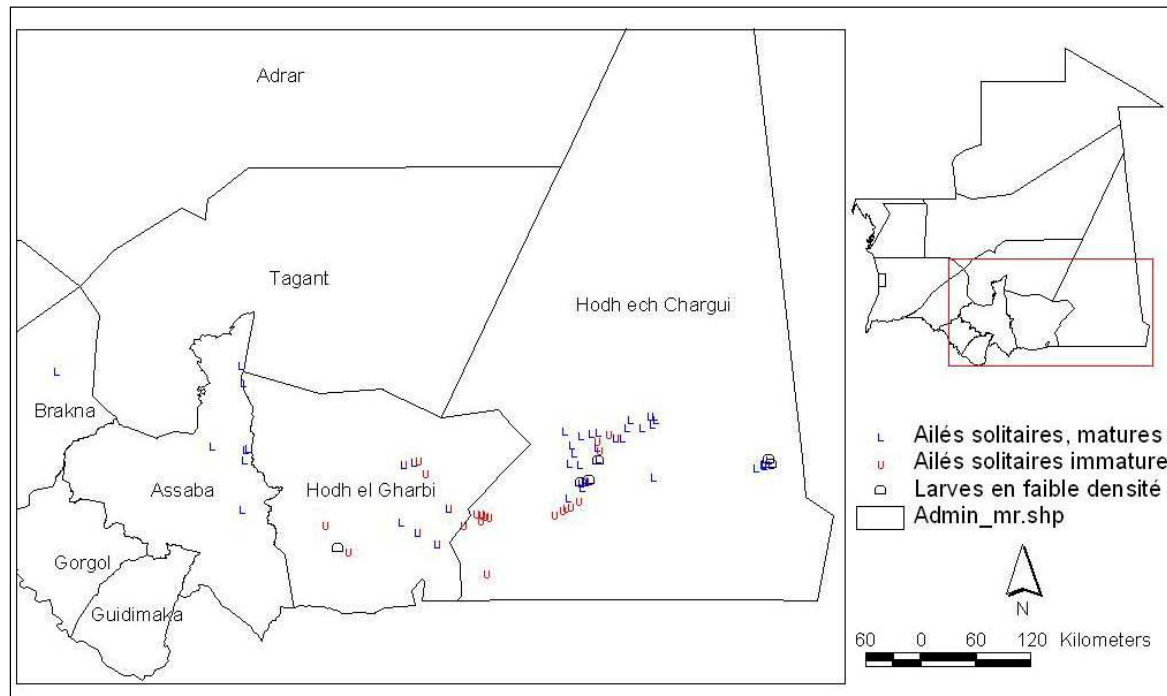 Adrar
Tagant
Hodh ech Chargui
Brakna
Assaba
Hodh el Gharbi
Gorgol
Guidimaka
L Ailés solitaires, matures
U Ailés solitaires immature
Larves en faible densité
Admin_mr.shp
N
60 0 60 120 Kilometers